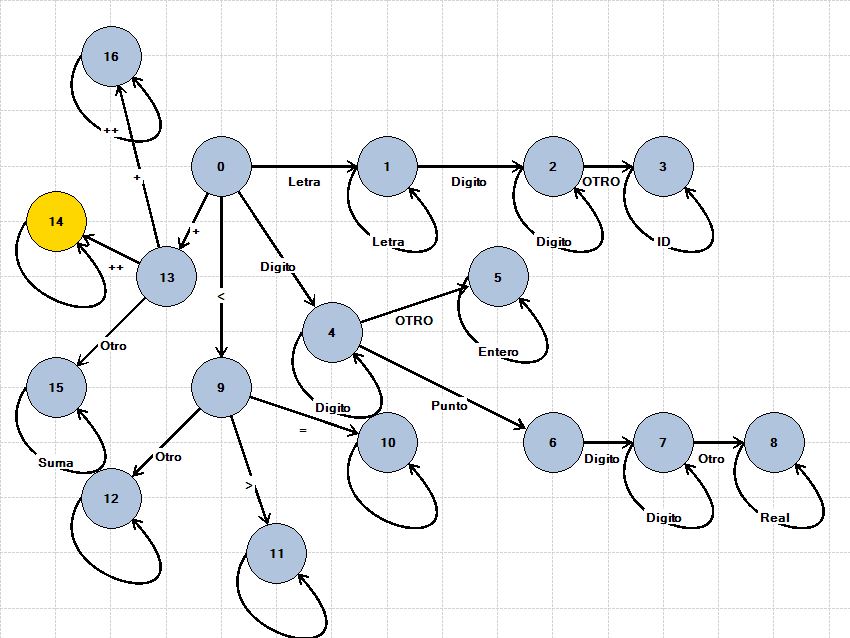 16
++
+
0
Letra
1
Digito
2
OTRO
3
Letra
Digito
ID
14
++
+
13
Digito
<
5
OTRO
4
Entero
Otro
15
9
Digito
Punto
=
Suma
Otro
10
6
Digito
7
Otro
8
>
12
Digito
Real
11